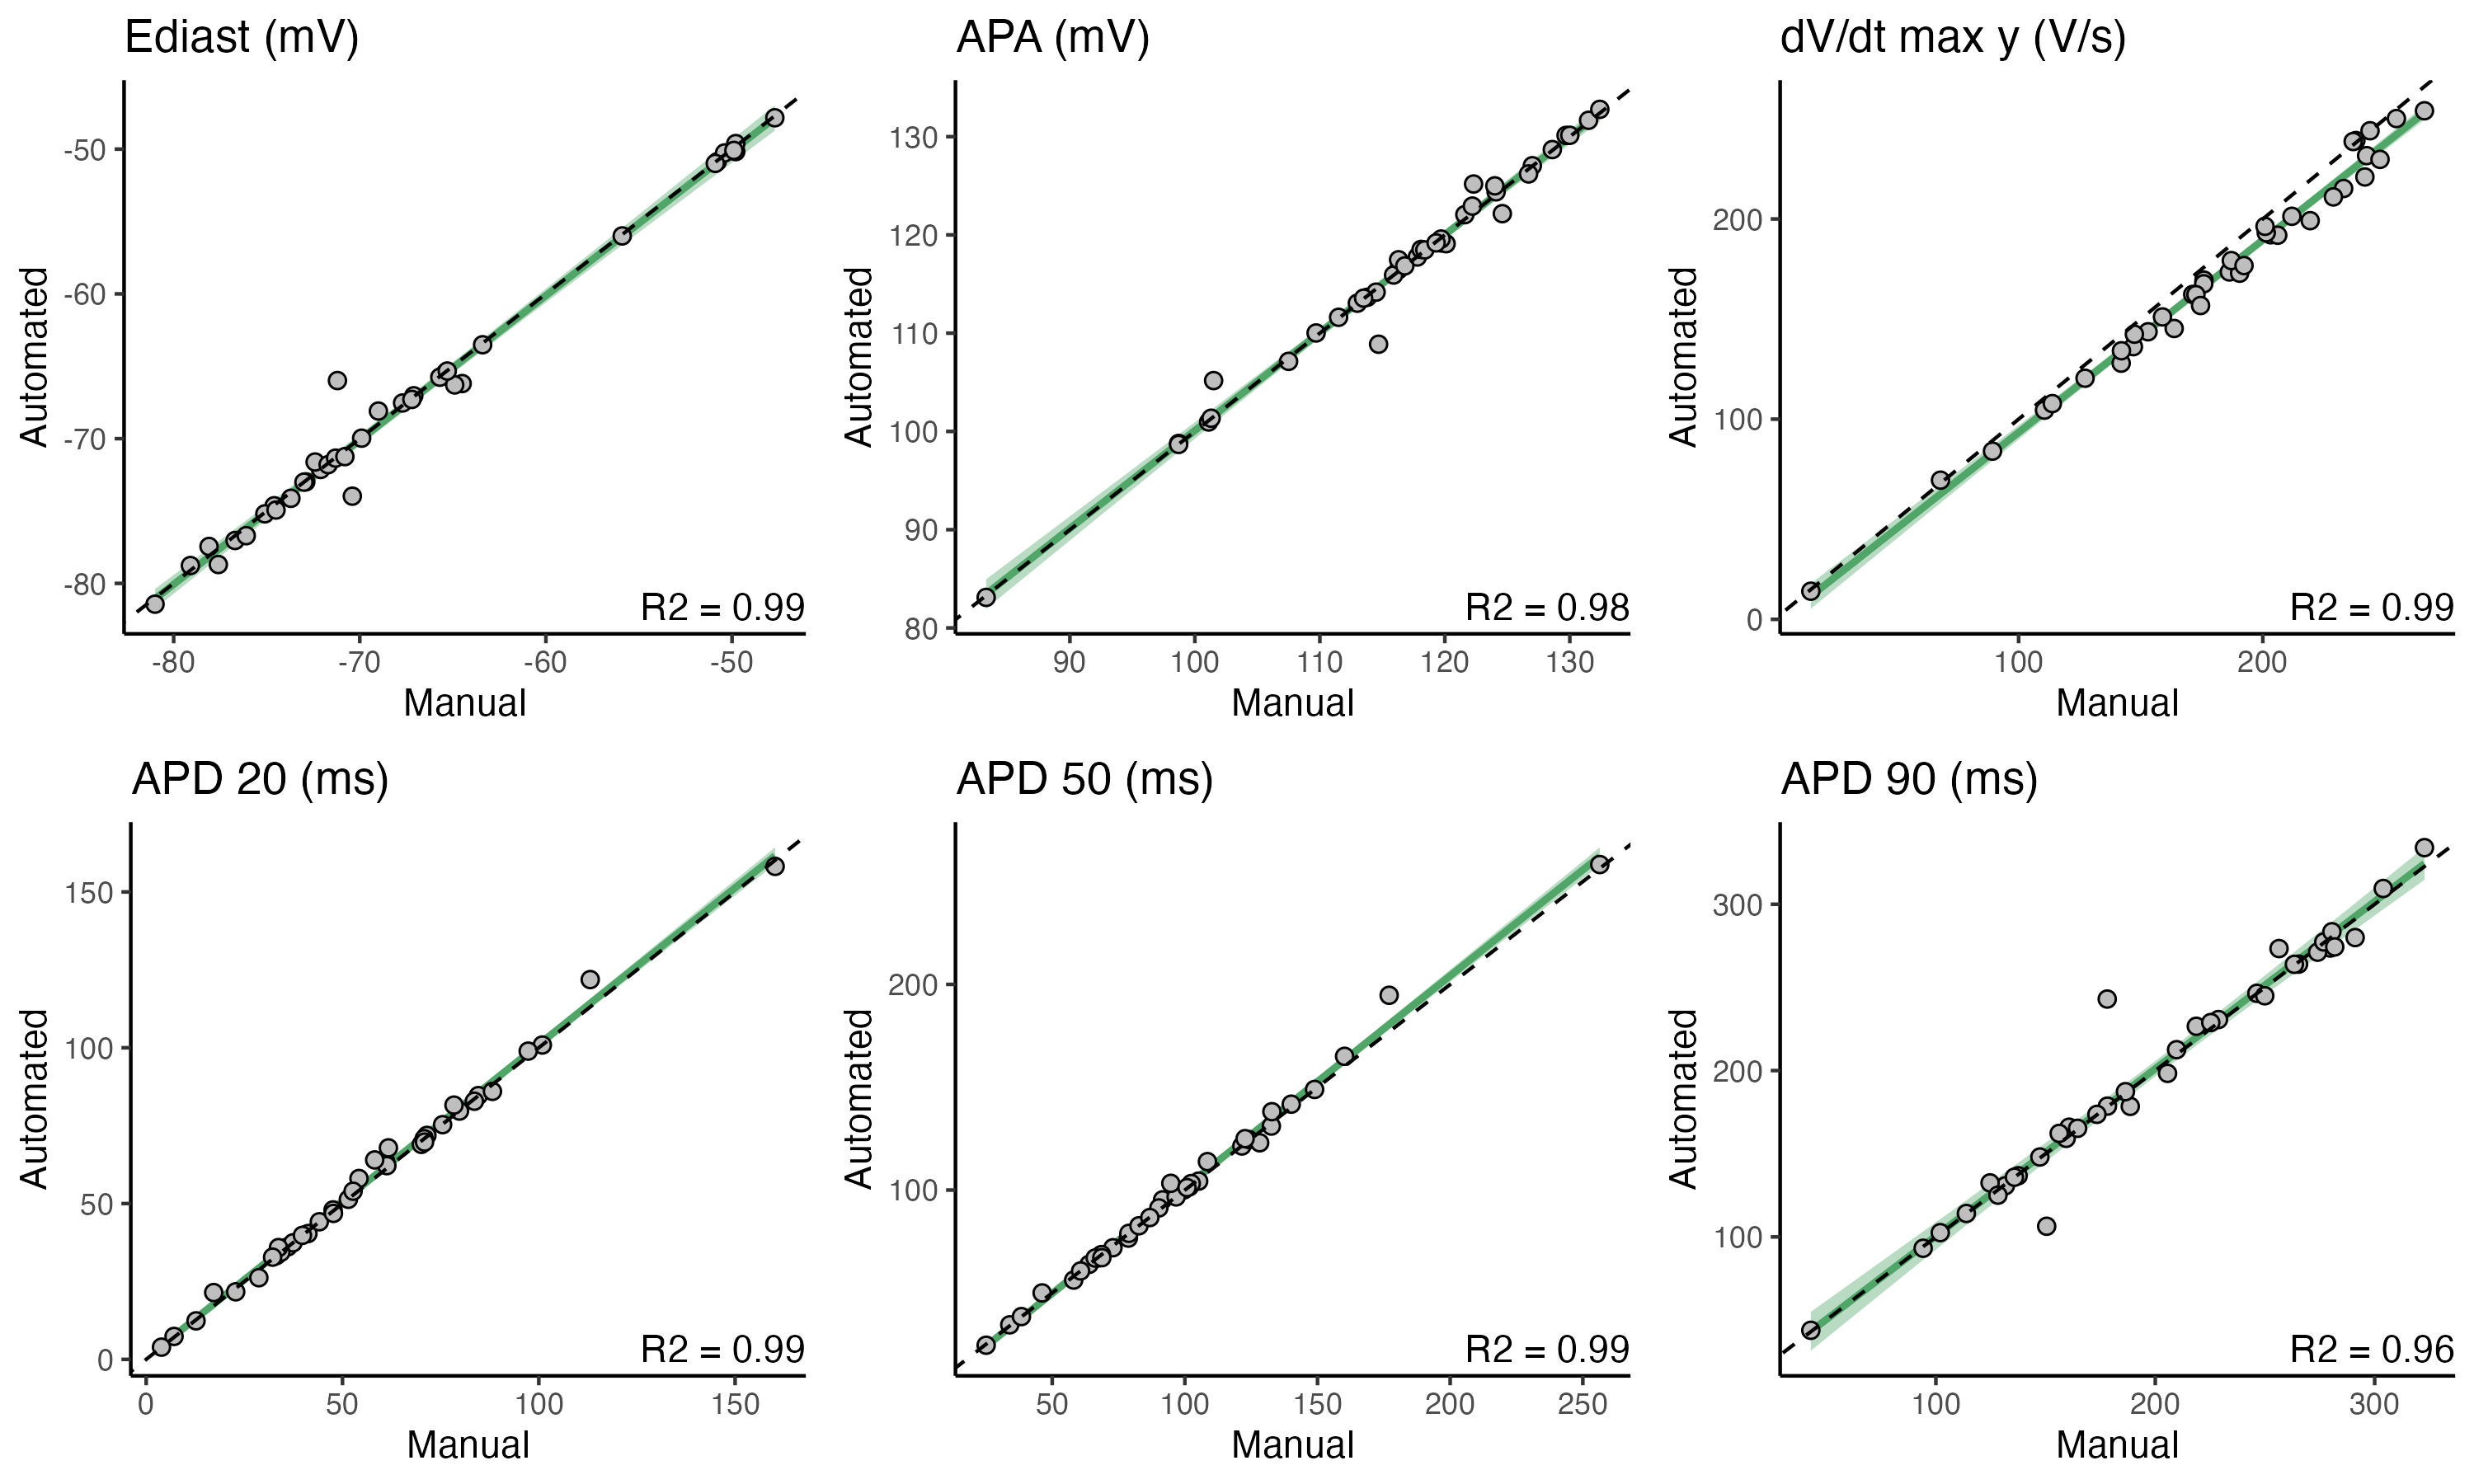 Ediast (mV)
Automated
-50
-60
-70
-80
R2 = 0.99
-80 -70 -60 -50
Manual
APA (mV)
Automated
130
120
110
100
90
80
R2 = 0.98
90 100 110 120 130
Manual
dV/dt max y (V/s)
Automated
200
100
0
R2 = 0.99
100 200
Manual
APD 20 (ms)
Automated
150
100
50
0
R2 = 0.99
0 50 100 150
Manual
APD 50 (ms)
Automated
200
100
R2 = 0.99
50 100 150 200 250
Manual
APD 90 (ms)
Automated
300
200
100
R2 = 0.96
100 200 300
Manual